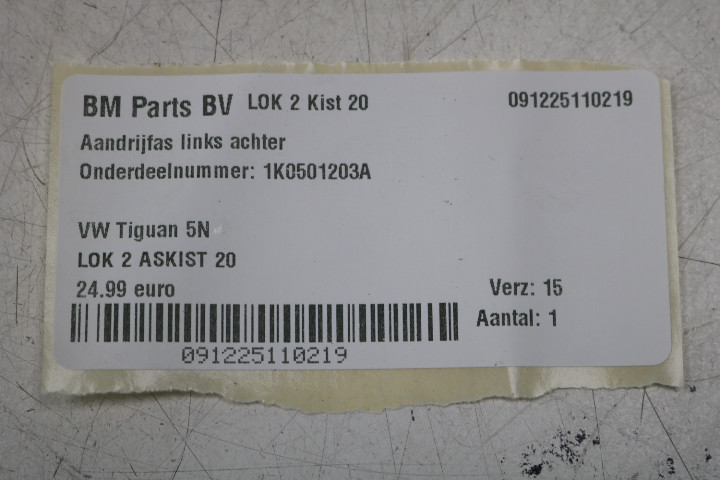 BM Parts BV LOK 2 Kist 20 091225110219
Aandrijfas links achter
Onderdeelnummer: 1K0501203A
VW Tiguan 5N
LOK 2 ASKIST 20
24.99 euro Verz: 15
Aantal: 1
091225110219